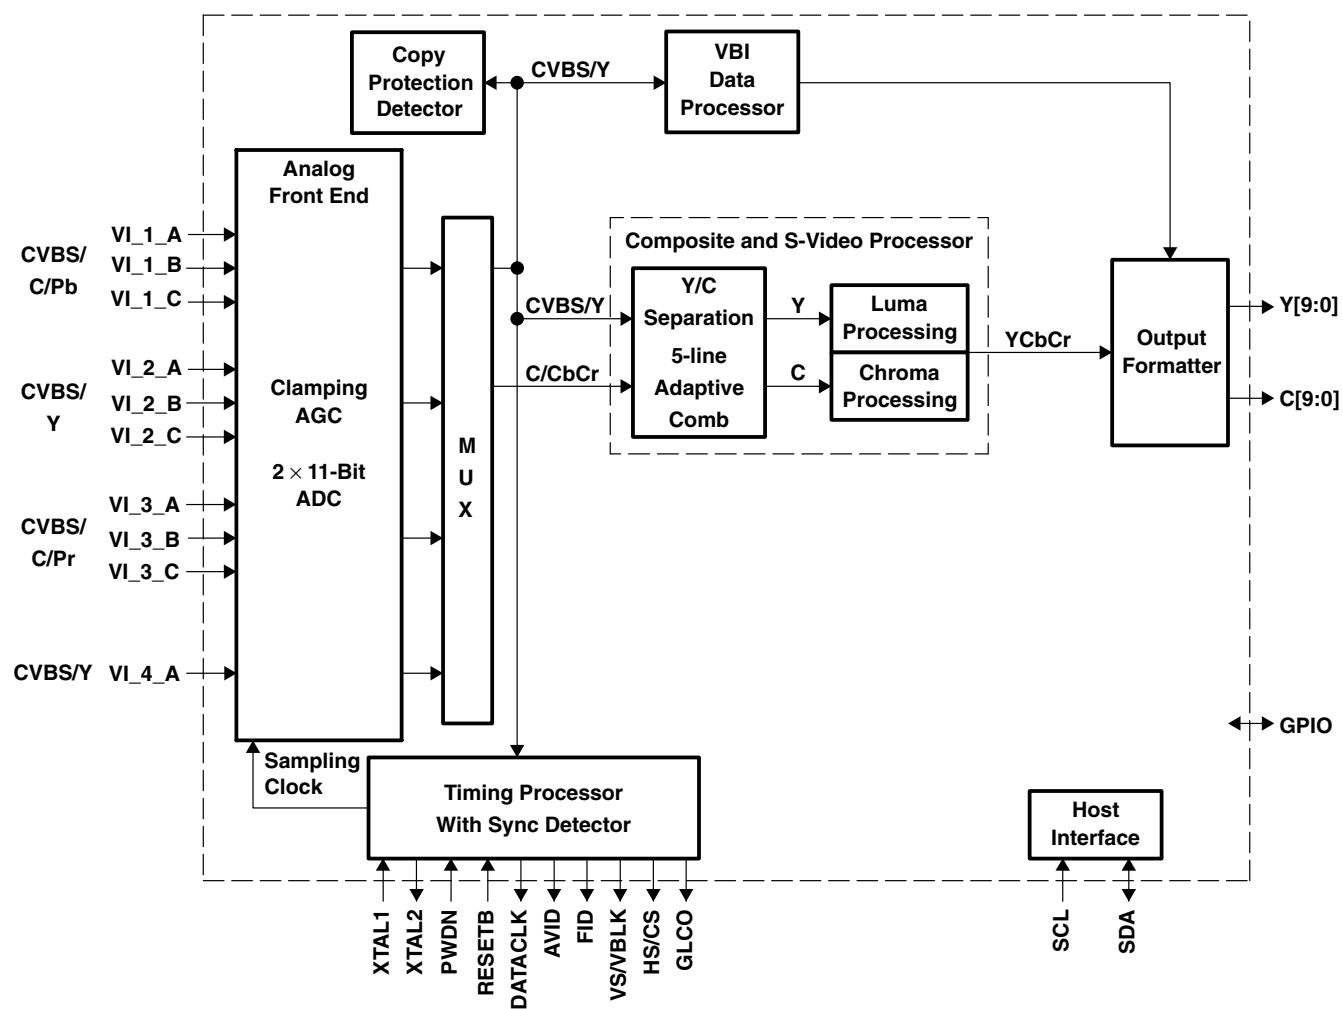 Copy
Protection
Detector
CVBS/Y
VBI
Data
Processor
Analog
Front End
Clamping
AGC
2 × 11-Bit
ADC
CVBS/
C/Pb
VI_1_A
VI_1_B
VI_1_C
CVBS/
Y
VI_2_A
VI_2_B
VI_2_C
CVBS/
C/Pr
VI_3_A
VI_3_B
VI_3_C
CVBS/Y
VI_4_A
M
U
X
Composite and S-Video Processor
CVBS/Y
C/CbCr
Y/C
Separation
5-line
Adaptive
Comb
Y
C
Luma
Processing
Chroma
Processing
YCbCr
Output
Formatter
Y[9:0]
C[9:0]
GPIO
Sampling
Clock
Timing Processor
With Sync Detector
Host
Interface
XTAL1
XTAL2
PWDN
RESETB
DATACLK
AVID
FID
VS/VBLK
HS/CS
GLCO
SCL
SDA